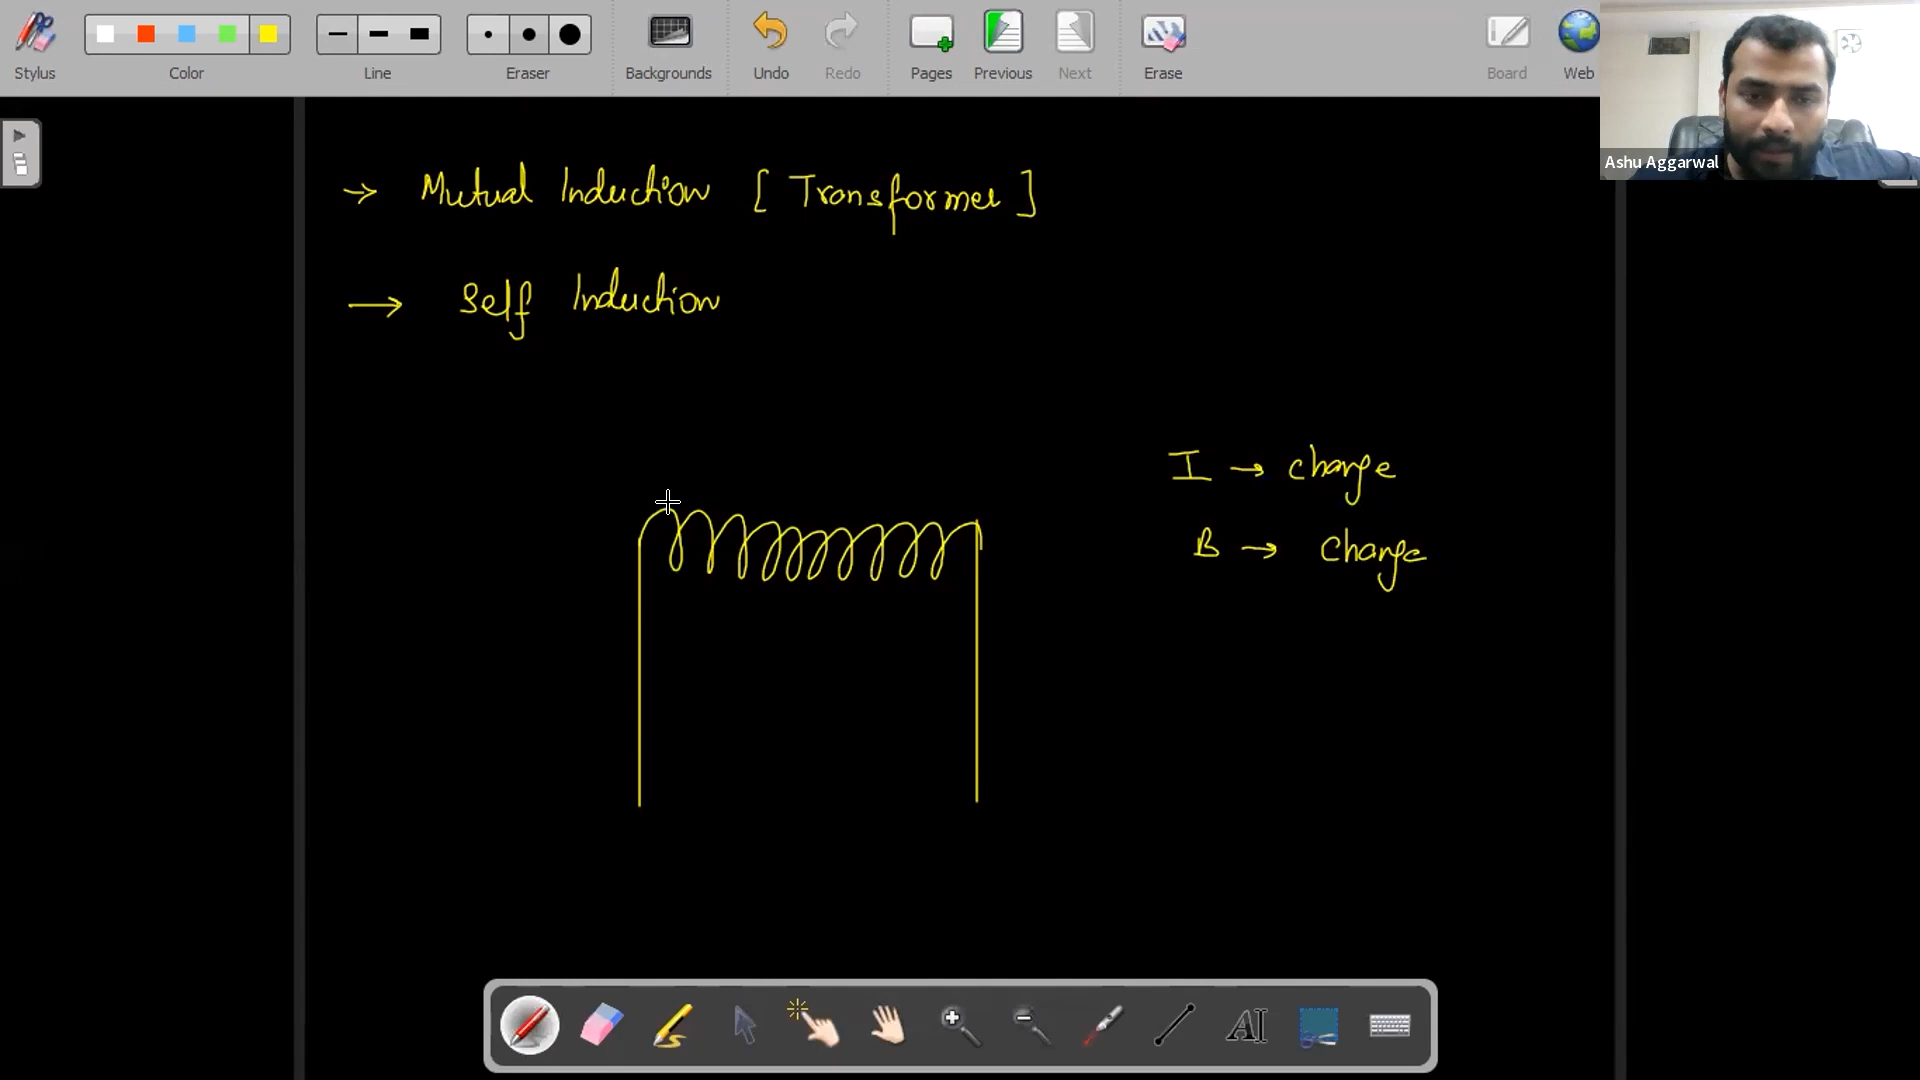 Stylus Color Line Eraser Backgrounds Undo Redo Pages Previous Next Erase Board Web
Ashu Aggarwal
→ Mutual Induction [Transformer]
→ Self Induction
I → change
B → change
AI